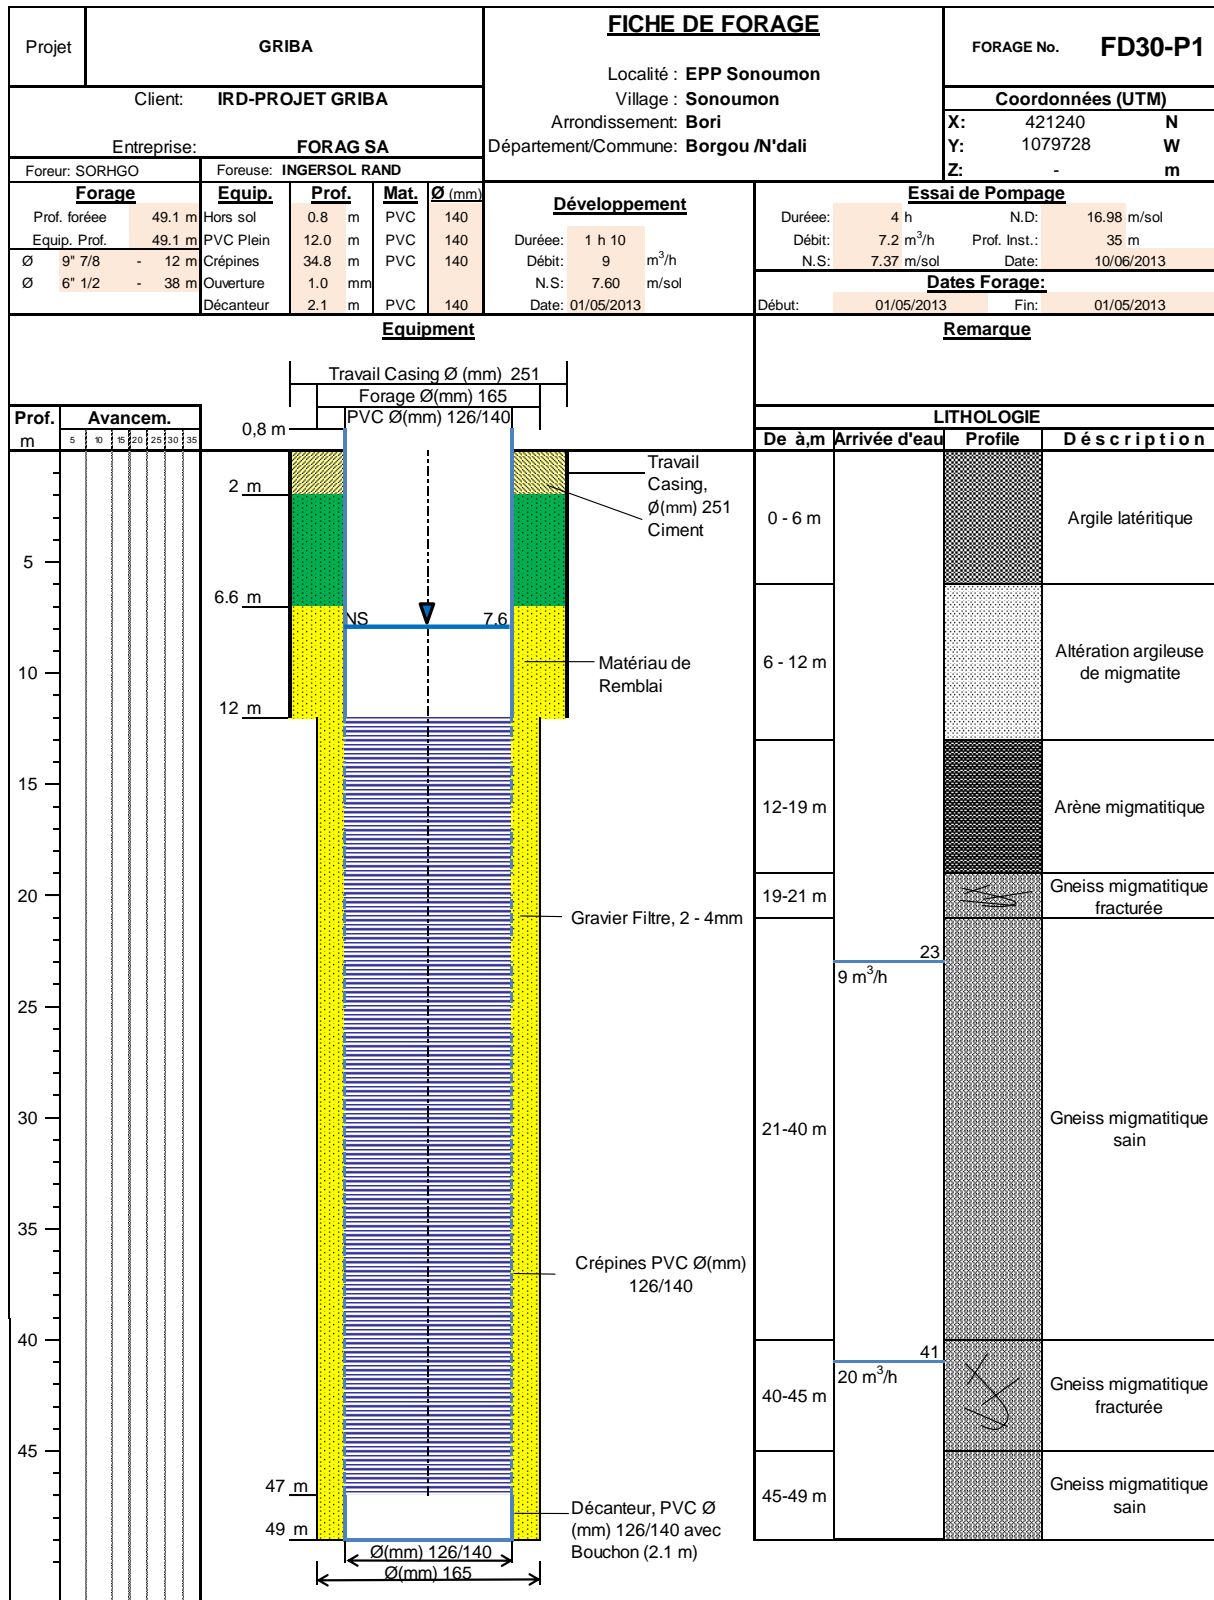 FICHE DE FORAGE
Projet GRIBA
FORAGE No. FD30-P1
Localité : EPP Sonoumon
Client: IRD-PROJET GRIBA
Village : Sonoumon
Coordonnées (UTM)
Arrondissement: Bori
X: 421240 N
Entreprise: FORAG SA
Département/Commune: Borgou /N'dali
Y: 1079728 W
Foreur: SORHGO Foreuse: INGERSOL RAND
Z: - m
Forage Equip. Prof. Mat. Ø (mm)
Prof. foréee 49.1 m Hors sol 0.8 m PVC 140
Equip. Prof. 49.1 m PVC Plein 12.0 m PVC 140
Ø 9" 7/8 - 12 m Crépines 34.8 m PVC 140
Ø 6" 1/2 - 38 m Ouverture 1.0 mm
Décanteur 2.1 m PVC 140
Développement
Duréee: 1 h 10
Débit: 9 m³/h
N.S: 7.60 m/sol
Date: 01/05/2013
Essai de Pompage
Duréee: 4 h N.D: 16.98 m/sol
Débit: 7.2 m³/h Prof. Inst.: 35 m
N.S: 7.37 m/sol Date: 10/06/2013
Dates Forage:
Début: 01/05/2013 Fin: 01/05/2013
Equipment
Remarque
Travail Casing Ø (mm) 251
Forage Ø(mm) 165
PVC Ø(mm) 126/140
Prof. Avancem.
m 5 10 15 20 25 30 35
0,8 m
LITHOLOGIE
De à,m Arrivée d'eau Profile Déscription
Travail
Casing,
Ø(mm) 251
Ciment
2 m
0 - 6 m Argile latéritique
5
6.6 m
NS 7.6
Matériau de
Remblai
6 - 12 m Altération argileuse
de migmatite
10
12 m
15
12-19 m Arène migmatitique
20
19-21 m Gneiss migmatitique
fracturée
Gravier Filtre, 2 - 4mm
23
9 m³/h
25
30
21-40 m Gneiss migmatitique
sain
35
Crépines PVC Ø(mm)
126/140
40
41
20 m³/h
40-45 m Gneiss migmatitique
fracturée
45
47 m
45-49 m Gneiss migmatitique
sain
49 m
Décanteur, PVC Ø
(mm) 126/140 avec
Bouchon (2.1 m)
Ø(mm) 126/140
Ø(mm) 165